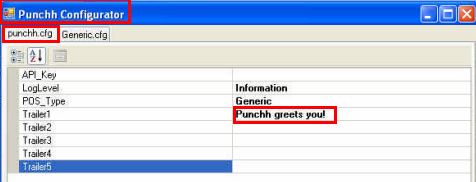 Punchh Configurator
punchh.cfg Generic.cfg
API_Key
LogLevel Information
POS_Type Generic
Trailer1 Punchh greets you!
Trailer2
Trailer3
Trailer4
Trailer5